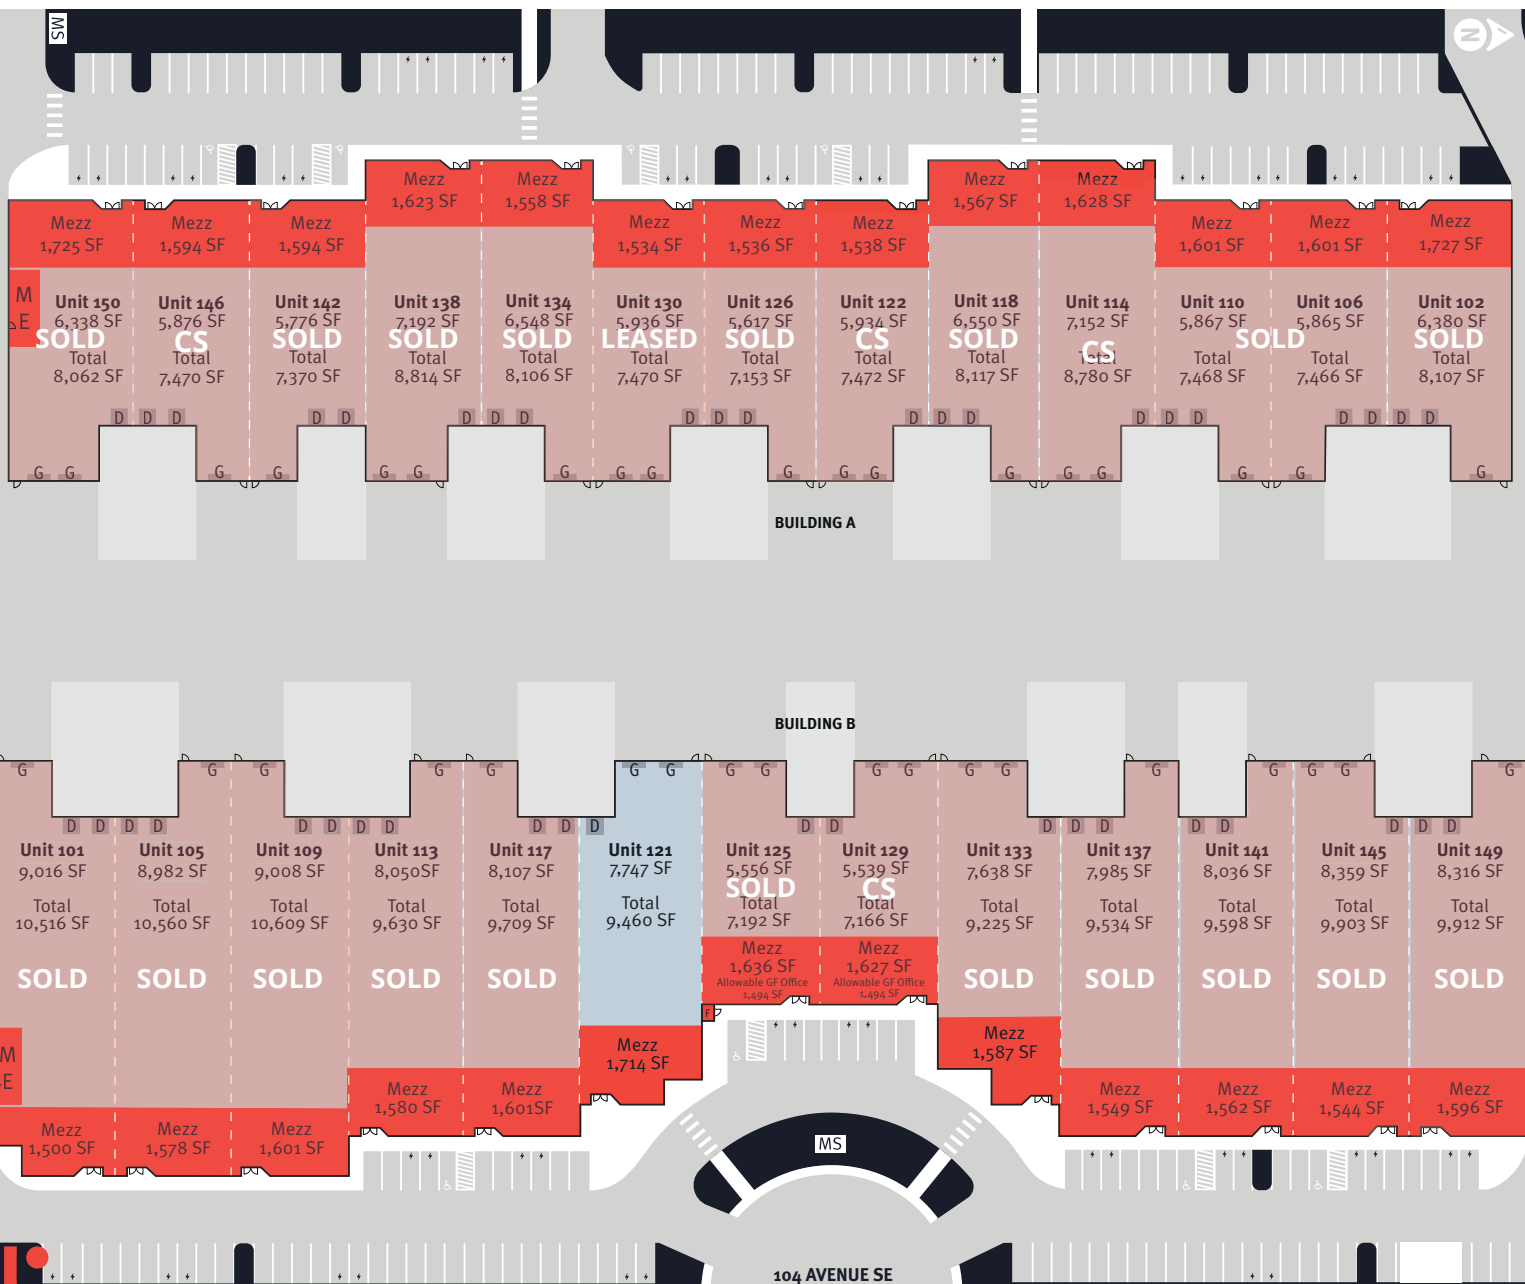 MS
N
Mezz
1,725 SF
Mezz
1,594 SF
Mezz
1,594 SF
Mezz
1,623 SF
Mezz
1,558 SF
Mezz
1,534 SF
Mezz
1,536 SF
Mezz
1,538 SF
Mezz
1,567 SF
Mezz
1,628 SF
Mezz
1,601 SF
Mezz
1,601 SF
Mezz
1,727 SF
M
E
Unit 150
6,338 SF
SOLD
Total
8,062 SF
Unit 146
5,876 SF
CS
Total
7,470 SF
Unit 142
5,776 SF
SOLD
Total
7,370 SF
Unit 138
7,192 SF
SOLD
Total
8,814 SF
Unit 134
6,548 SF
SOLD
Total
8,106 SF
Unit 130
5,936 SF
LEASED
Total
7,470 SF
Unit 126
5,617 SF
SOLD
Total
7,153 SF
Unit 122
5,934 SF
CS
Total
7,472 SF
Unit 118
6,550 SF
SOLD
Total
8,117 SF
Unit 114
7,152 SF
CS
Total
8,780 SF
Unit 110
5,867 SF
Total
7,468 SF
SOLD
Unit 106
5,865 SF
Total
7,466 SF
Unit 102
6,380 SF
SOLD
Total
8,107 SF
D D D D D D D D D D D D D D D D D D D D D D D D
G G G G G G G G G G G G G G G G G G
BUILDING A
BUILDING B
G G G G G G G G G G G G G G G G G G
D D D D D D D D D D D D D D D D D D D D D D
Unit 101
9,016 SF
Total
10,516 SF
SOLD
Unit 105
8,982 SF
Total
10,560 SF
SOLD
Unit 109
9,008 SF
Total
10,609 SF
SOLD
Unit 113
8,050SF
Total
9,630 SF
SOLD
Unit 117
8,107 SF
Total
9,709 SF
SOLD
Unit 121
7,747 SF
Total
9,460 SF
Unit 125
5,556 SF
SOLD
Total
7,192 SF
Unit 129
5,539 SF
CS
Total
7,166 SF
Unit 133
7,638 SF
Total
9,225 SF
SOLD
Unit 137
7,985 SF
Total
9,534 SF
SOLD
Unit 141
8,036 SF
Total
9,598 SF
SOLD
Unit 145
8,359 SF
Total
9,903 SF
SOLD
Unit 149
8,316 SF
Total
9,912 SF
SOLD
M
E
Mezz
1,500 SF
Mezz
1,578 SF
Mezz
1,601 SF
Mezz
1,580 SF
Mezz
1,601SF
Mezz
1,714 SF
Mezz
1,636 SF
Allowable GF Office
1,494 SF
F
Mezz
1,627 SF
Allowable GF Office
1,494 SF
Mezz
1,587 SF
Mezz
1,549 SF
Mezz
1,562 SF
Mezz
1,544 SF
Mezz
1,596 SF
MS
104 AVENUE SE